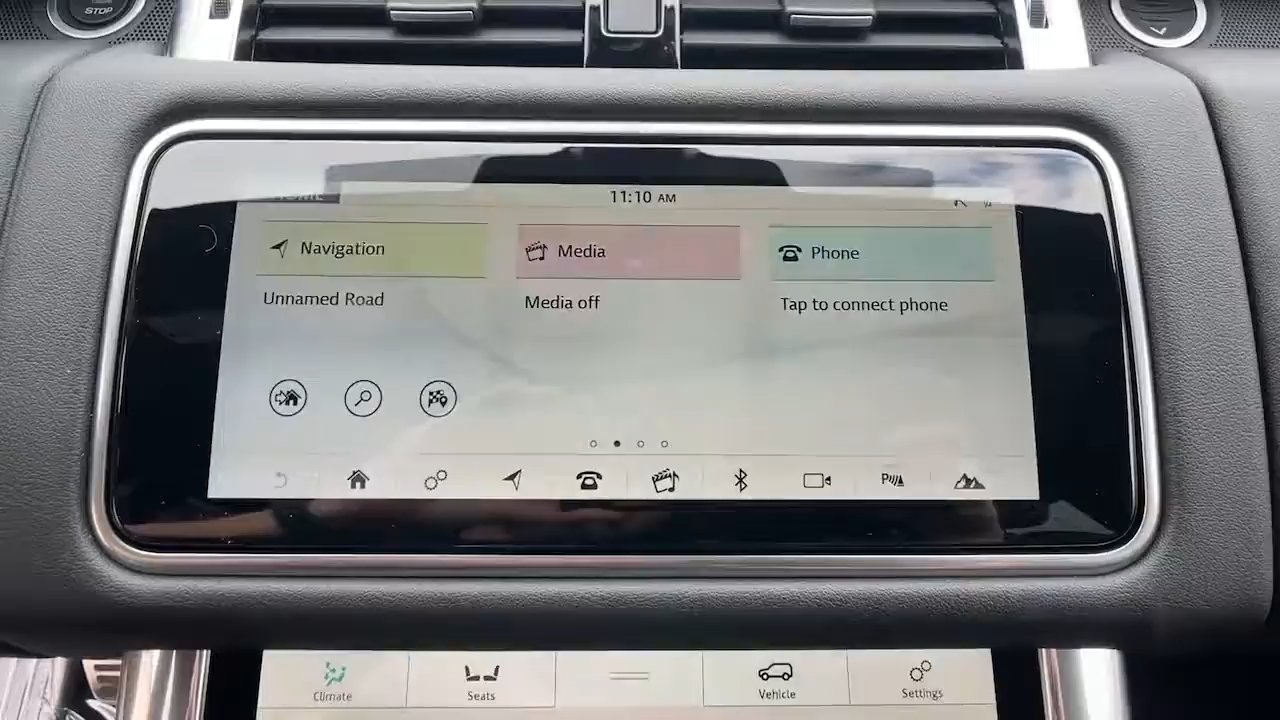 STOP
11:10 AM
Navigation
Media
Phone
Unnamed Road
Media off
Tap to connect phone
P
Climate
Seats
Vehicle
Settings